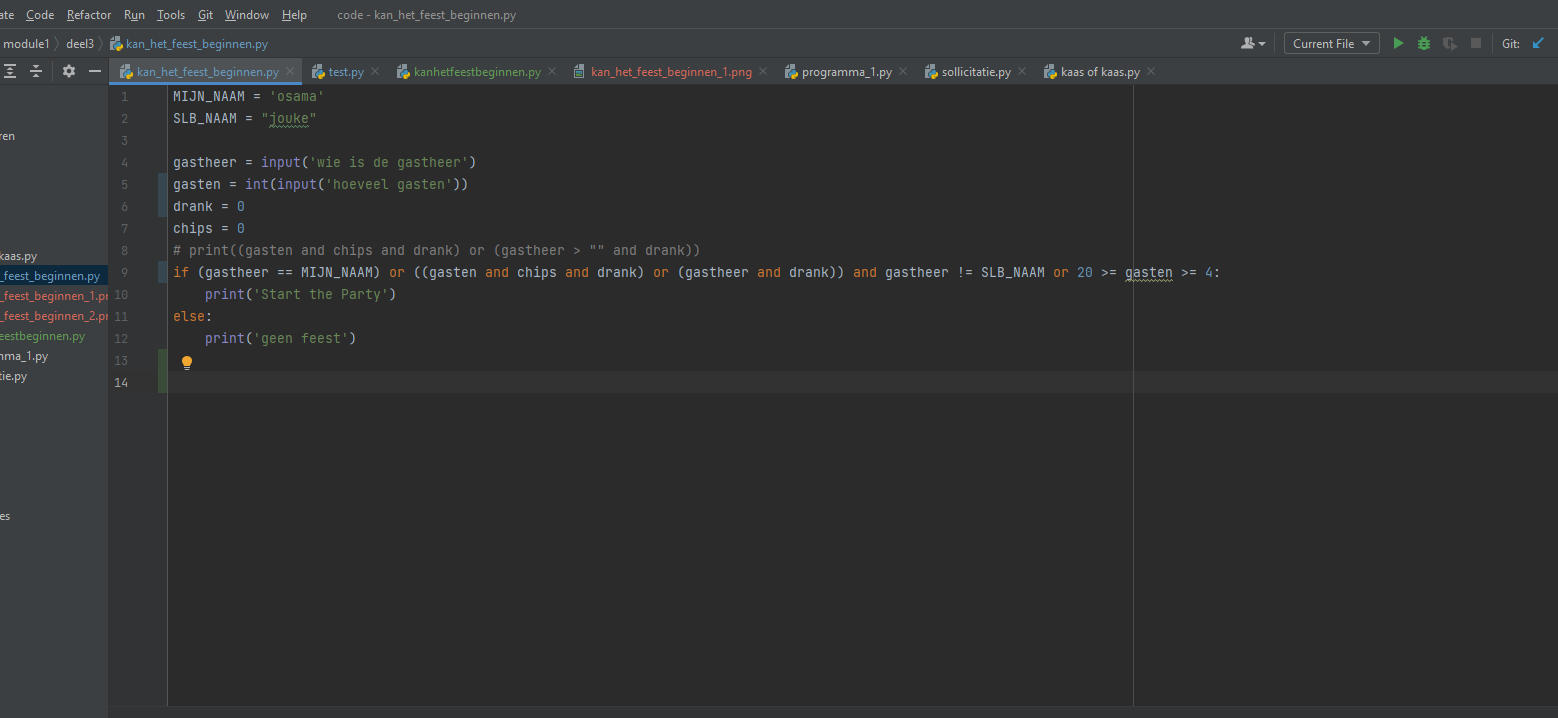 ate Code Refactor Run Tools Git Window Help code - kan_het_feest_beginnen.py
module1 deel3 kan_het_feest_beginnen.py Current File Git:
kan_het_feest_beginnen.py test.py kanhetfeestbeginnen.py kan_het_feest_beginnen_1.png programma_1.py sollicitatie.py kaas of kaas.py
1 MIJN_NAAM = 'osama'
2 SLB_NAAM = "jouke"
ren
3
4 gastheer = input('wie is de gastheer')
5 gasten = int(input('hoeveel gasten'))
6 drank = 0
7 chips = 0
8 # print((gasten and chips and drank) or (gastheer > "" and drank))
kaas.py
_feest_beginnen.py
9 if (gastheer == MIJN_NAAM) or ((gasten and chips and drank) or (gastheer and drank)) and gastheer != SLB_NAAM or 20 >= gasten >= 4:
_feest_beginnen_1.pr
10 print('Start the Party')
_feest_beginnen_2.pr
11 else:
eestbeginnen.py
12 print('geen feest')
nma_1.py
13
tie.py
14
es